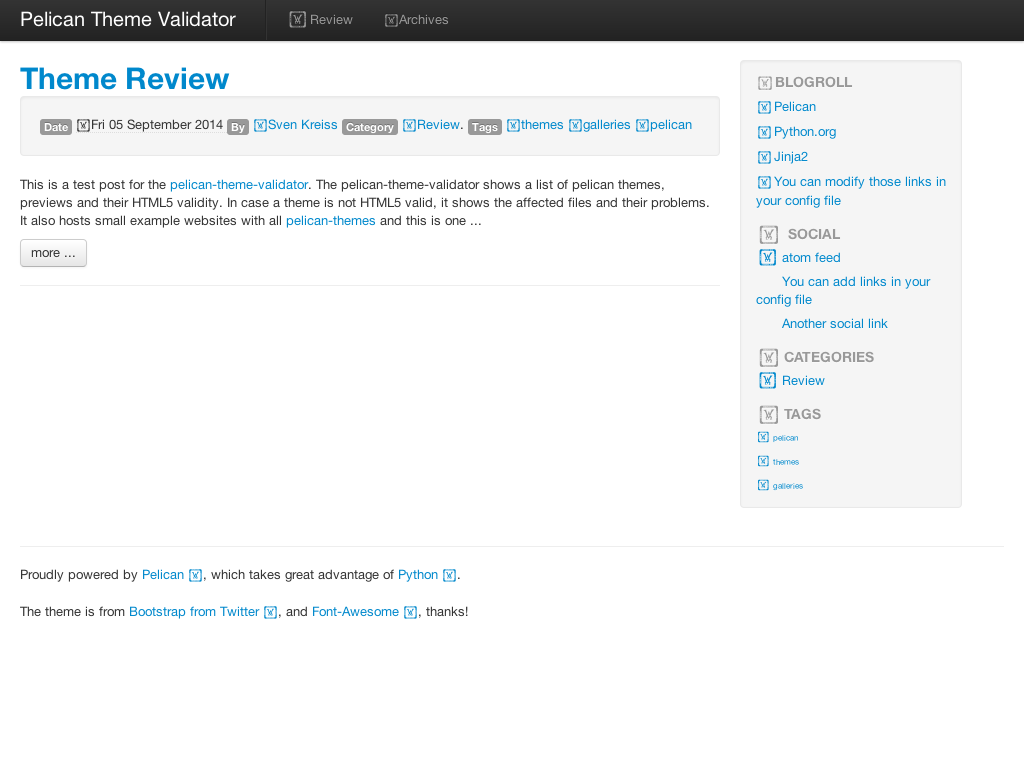 Pelican Theme Validator
Review
Archives
Theme Review
Date Fri 05 September 2014 By Sven Kreiss Category Review. Tags themes galleries pelican
This is a test post for the pelican-theme-validator. The pelican-theme-validator shows a list of pelican themes,
previews and their HTML5 validity. In case a theme is not HTML5 valid, it shows the affected files and their problems.
It also hosts small example websites with all pelican-themes and this is one ...
more ...
BLOGROLL
Pelican
Python.org
Jinja2
You can modify those links in
your config file
SOCIAL
atom feed
You can add links in your
config file
Another social link
CATEGORIES
Review
TAGS
pelican
themes
galleries
Proudly powered by Pelican , which takes great advantage of Python .
The theme is from Bootstrap from Twitter , and Font-Awesome , thanks!